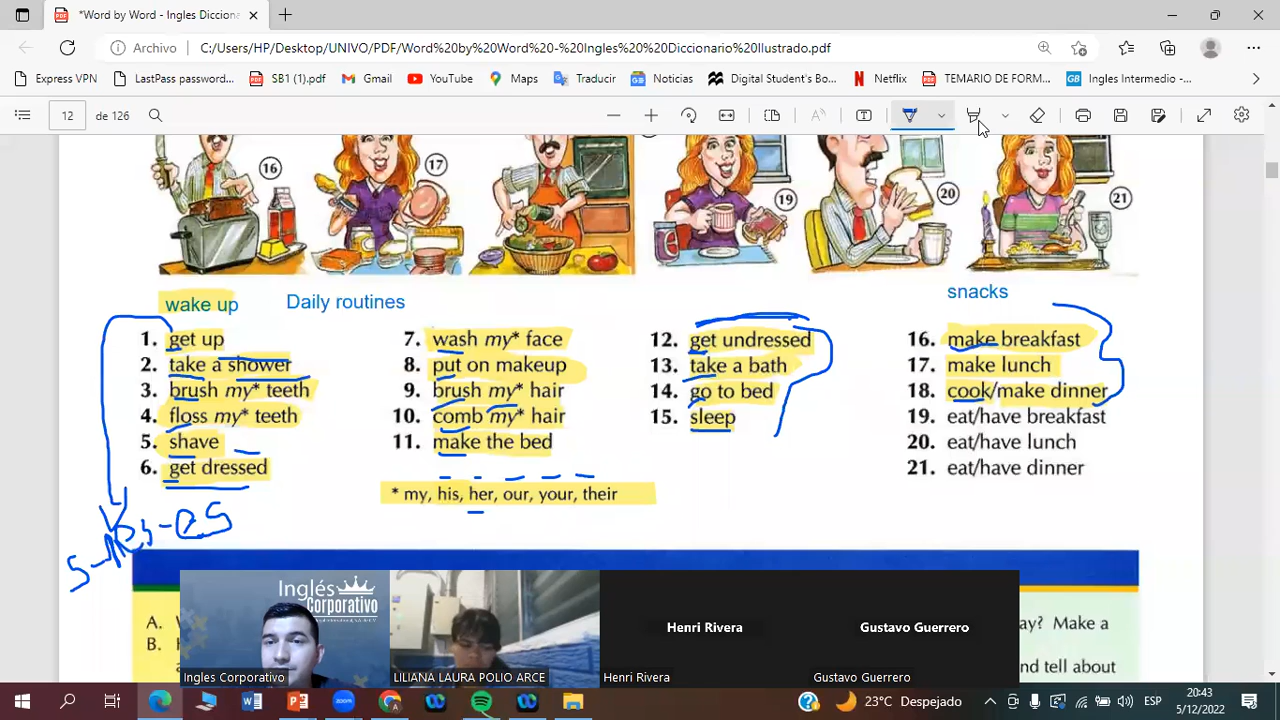 *Word by Word - Ingles Diccion
Archivo
C:/Users/HP/Desktop/UNIVO/PDF/Word%20by%20Word%20-%20Ingles%20%20Diccionario%20Ilustrado.pdf
Express VPN
LastPass password...
SB1 (1).pdf
Gmail
YouTube
Maps
Traducir
Noticias
Digital Student's Bo...
Netflix
TEMARIO DE FORM...
Ingles Intermedio -...
12
de 126
16
17
19
20
21
wake up
Daily routines
snacks
1. get up
2. take a shower
3. brush my* teeth
4. floss my* teeth
5. shave
6. get dressed
7. wash my* face
8. put on makeup
9. brush my* hair
10. comb my* hair
11. make the bed
* my, his, her, our, your, their
12. get undressed
13. take a bath
14. go to bed
15. sleep
16. make breakfast
17. make lunch
18. cook/make dinner
19. eat/have breakfast
20. eat/have lunch
21. eat/have dinner
A.
B.
ay? Make a
nd tell about
Inglés
Corporativo
Ingles Corporativo
LILIANA LAURA POLIO ARCE
Henri Rivera
Henri Rivera
Gustavo Guerrero
Gustavo Guerrero
zoom
23°C Despejado
ESP
20:43
5/12/2022